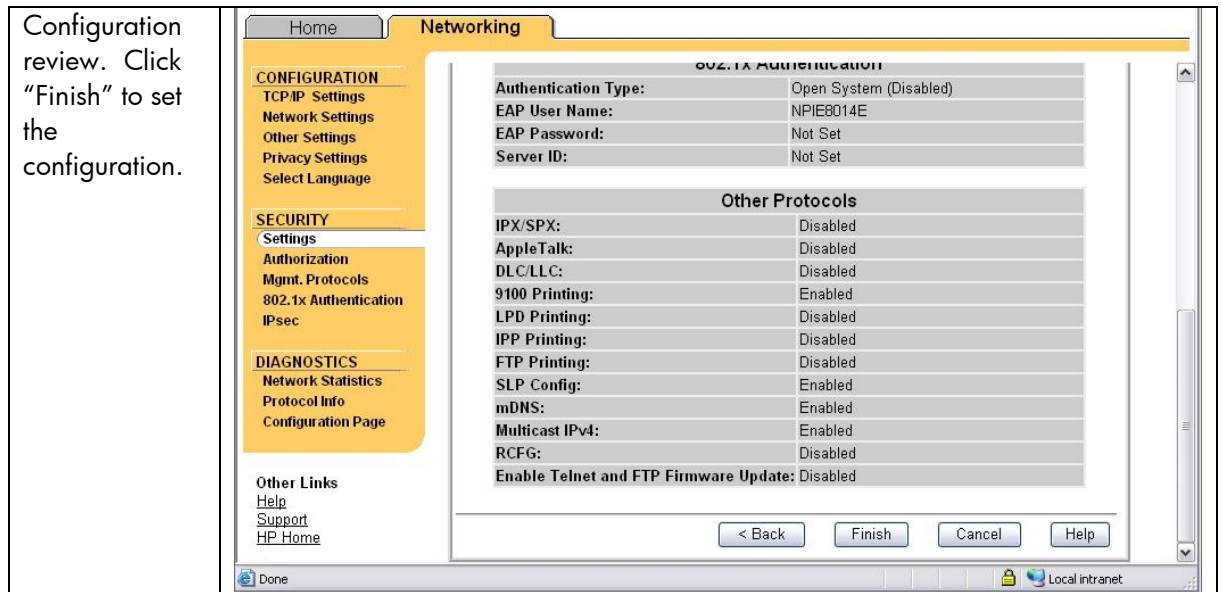 Configuration
review. Click
"Finish" to set
the
configuration.
Home
Networking
CONFIGURATION
TCP/IP Settings
Network Settings
Other Settings
Privacy Settings
Select Language
SECURITY
Settings
Authorization
Mgmt. Protocols
802.1x Authentication
IPsec
DIAGNOSTICS
Network Statistics
Protocol Info
Configuration Page
Other Links
Help
Support
HP Home
802.1x Authentication
Authentication Type: Open System (Disabled)
EAP User Name: NPIE8014E
EAP Password: Not Set
Server ID: Not Set
Other Protocols
IPX/SPX: Disabled
AppleTalk: Disabled
DLC/LLC: Disabled
9100 Printing: Enabled
LPD Printing: Disabled
IPP Printing: Disabled
FTP Printing: Disabled
SLP Config: Enabled
mDNS: Enabled
Multicast IPv4: Enabled
RCFG: Disabled
Enable Telnet and FTP Firmware Update: Disabled
< Back
Finish
Cancel
Help
Done
Local intranet